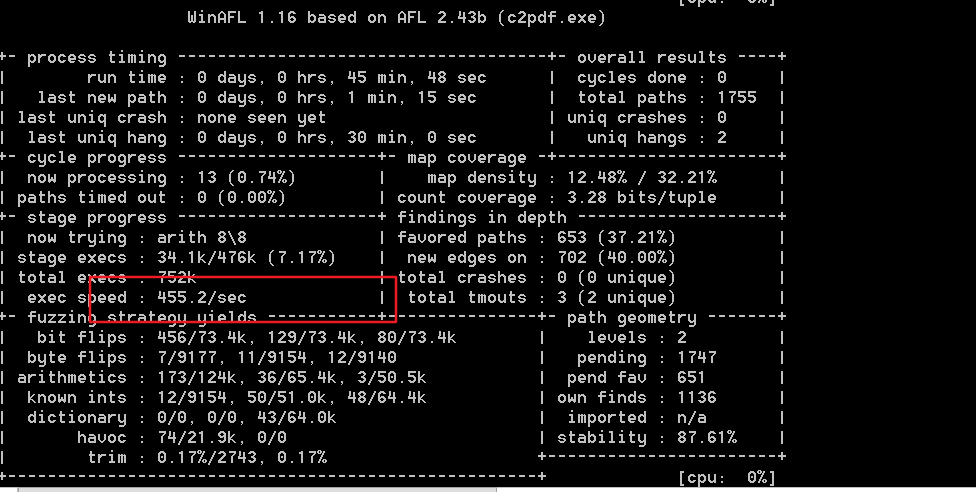 [cpu:  0%]
WinAFL 1.16 based on AFL 2.43b (c2pdf.exe)
+- process timing -------------------------------------+- overall results ----+
|        run time : 0 days, 0 hrs, 45 min, 48 sec      |  cycles done : 0     |
|   last new path : 0 days, 0 hrs, 1 min, 15 sec       |  total paths : 1755  |
| last uniq crash : none seen yet                      | uniq crashes : 0     |
|  last uniq hang : 0 days, 0 hrs, 30 min, 0 sec       |   uniq hangs : 2     |
+- cycle progress --------------------+- map coverage -+----------------------+
|  now processing : 13 (0.74%)        |    map density : 12.48% / 32.21%      |
| paths timed out : 0 (0.00%)         | count coverage : 3.28 bits/tuple      |
+- stage progress --------------------+ findings in depth --------------------+
|  now trying : arith 8\8             | favored paths : 653 (37.21%)          |
| stage execs : 34.1k/476k (7.17%)    |  new edges on : 702 (40.00%)          |
| total execs : 752k                  | total crashes : 0 (0 unique)          |
|  exec speed : 455.2/sec             |  total tmouts : 3 (2 unique)          |
+- fuzzing strategy yields -----------+---------------+- path geometry -------+
|   bit flips : 456/73.4k, 129/73.4k, 80/73.4k        |    levels : 2         |
|  byte flips : 7/9177, 11/9154, 12/9140              |   pending : 1747      |
| arithmetics : 173/124k, 36/65.4k, 3/50.5k           |  pend fav : 651       |
|  known ints : 12/9154, 50/51.0k, 48/64.4k           | own finds : 1136      |
|  dictionary : 0/0, 0/0, 43/64.0k                    |  imported : n/a       |
|       havoc : 74/21.9k, 0/0                         | stability : 87.61%    |
|        trim : 0.17%/2743, 0.17%                     +-----------------------+
+-----------------------------------------------------+             [cpu:  0%]